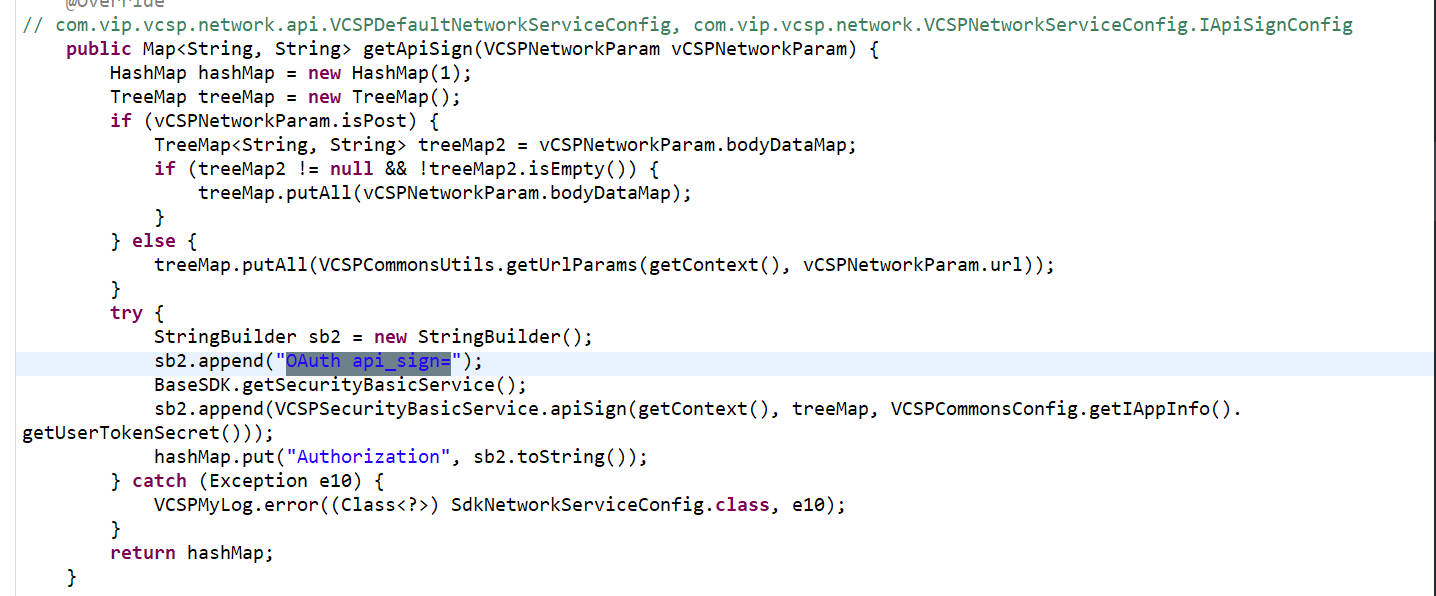 @Override
// com.vip.vcsp.network.api.VCSPDefaultNetworkServiceConfig, com.vip.vcsp.network.VCSPNetworkServiceConfig.IApiSignConfig
public Map<String, String> getApiSign(VCSPNetworkParam vCSPNetworkParam) {
HashMap hashMap = new HashMap(1);
TreeMap treeMap = new TreeMap();
if (vCSPNetworkParam.isPost) {
TreeMap<String, String> treeMap2 = vCSPNetworkParam.bodyDataMap;
if (treeMap2 != null && !treeMap2.isEmpty()) {
treeMap.putAll(vCSPNetworkParam.bodyDataMap);
}
} else {
treeMap.putAll(VCSPCommonsUtils.getUrlParams(getContext(), vCSPNetworkParam.url));
}
try {
StringBuilder sb2 = new StringBuilder();
sb2.append("OAuth api_sign=");
BaseSDK.getSecurityBasicService();
sb2.append(VCSPSecurityBasicService.apiSign(getContext(), treeMap, VCSPCommonsConfig.getIAppInfo().
getUserTokenSecret()));
hashMap.put("Authorization", sb2.toString());
} catch (Exception e10) {
VCSPMyLog.error((Class<?>) SdkNetworkServiceConfig.class, e10);
}
return hashMap;
}